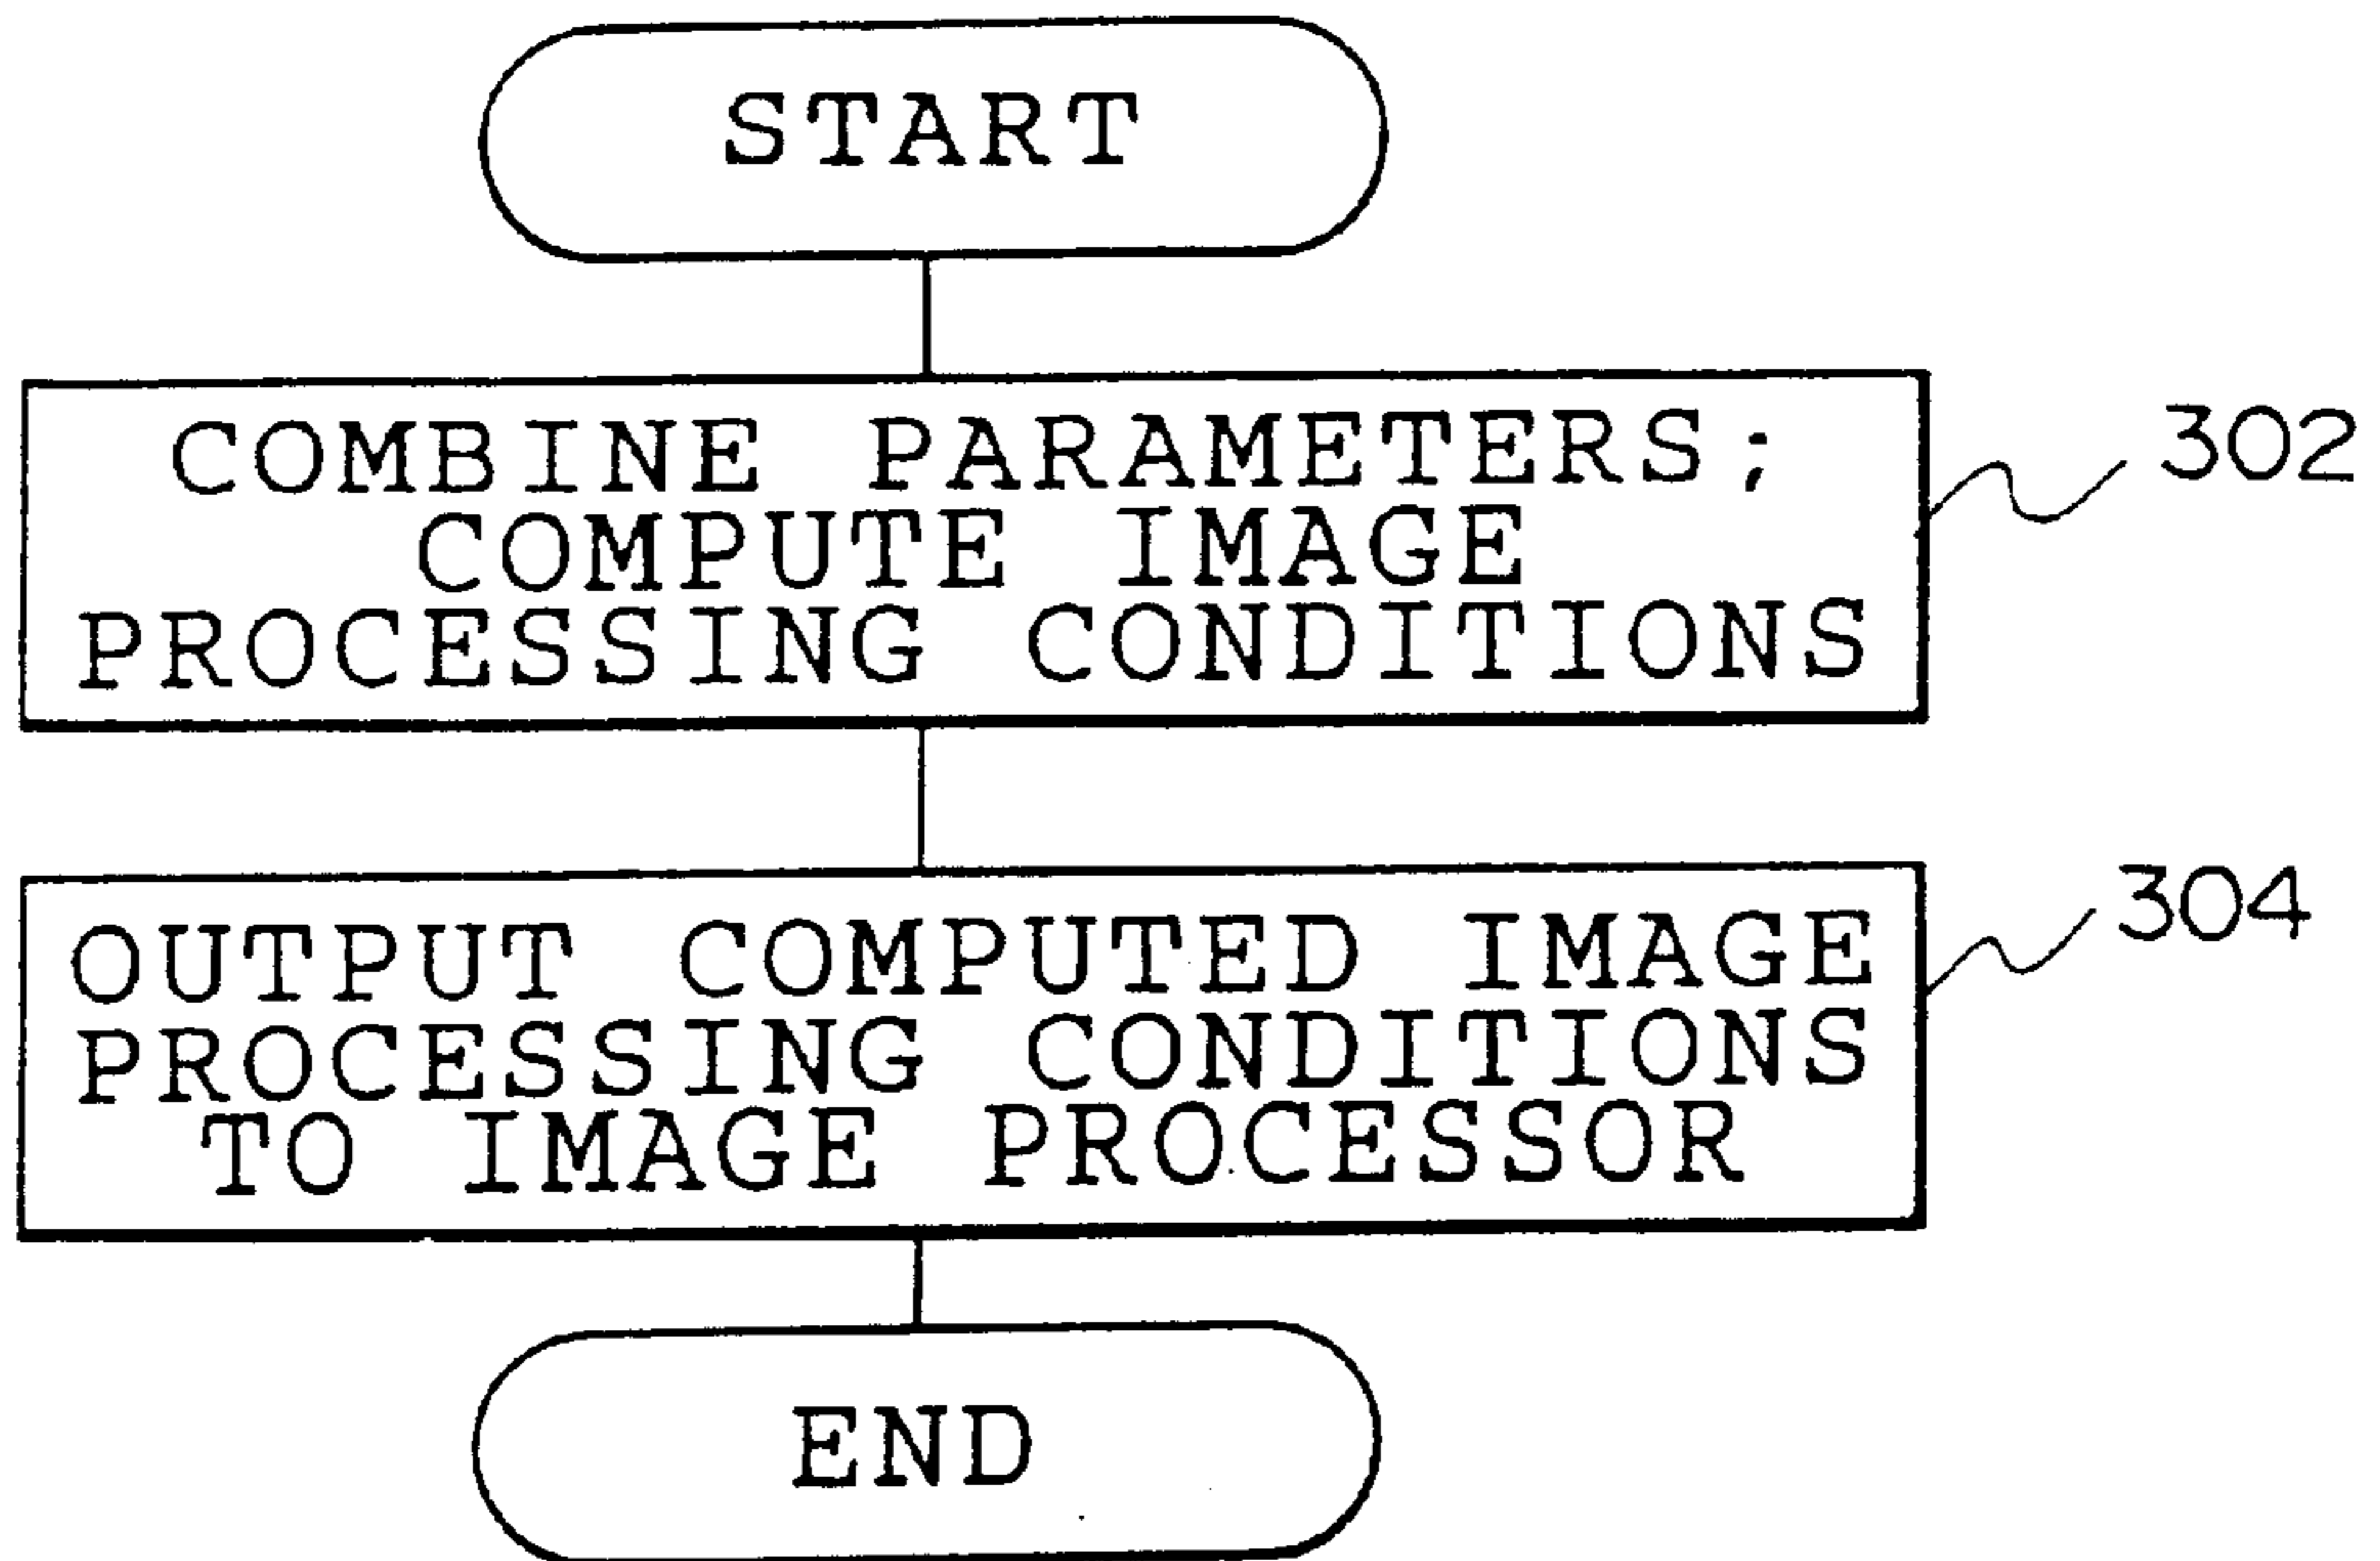 START
COMBINE PARAMETERS;
COMPUTE IMAGE
PROCESSING CONDITIONS
302
OUTPUT COMPUTED IMAGE
PROCESSING CONDITIONS
TO IMAGE PROCESSOR
304
END